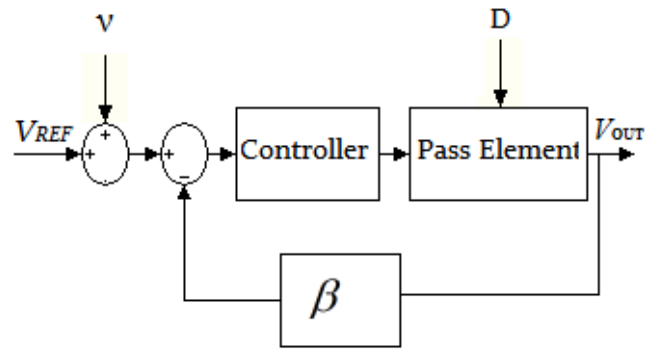 ν
D
VREF
+
+
+
−
Controller
Pass Element
VOUT
β